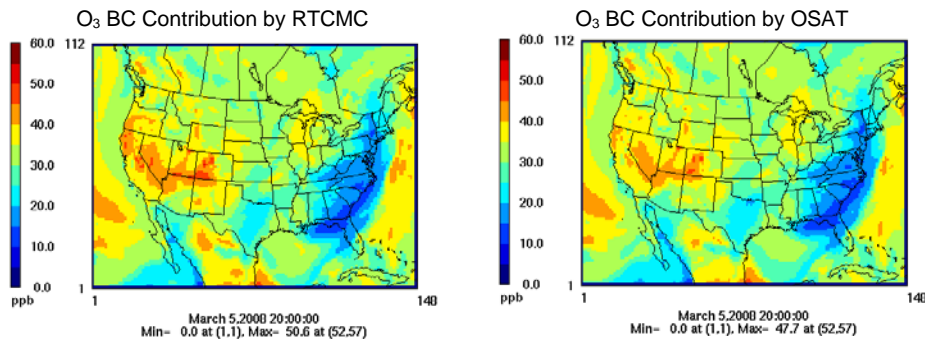 O₃ BC Contribution by RTCMC
60.0
50.0
40.0
30.0
20.0
10.0
0.0
ppb
112
1
1
148
March 5,2008 20:00:00
Min= 0.0 at (1,1), Max= 50.6 at (52,57)
O₃ BC Contribution by OSAT
60.0
50.0
40.0
30.0
20.0
10.0
0.0
ppb
112
1
1
148
March 5,2008 20:00:00
Min= 0.0 at (1,1), Max= 47.7 at (52,57)